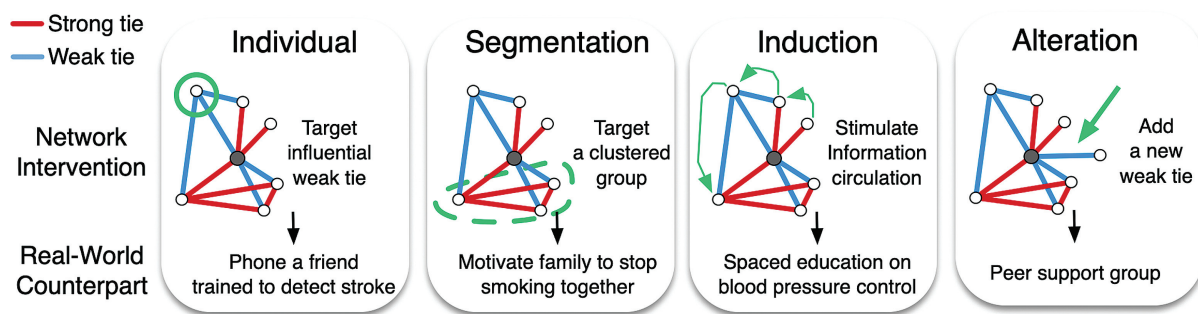 Strong tie
Weak tie
Network
Intervention
Real-World
Counterpart
Individual
Target
influential
weak tie
Phone a friend
trained to detect stroke
Segmentation
Target
a clustered
group
Motivate family to stop
smoking together
Induction
Stimulate
Information
circulation
Spaced education on
blood pressure control
Alteration
Add
a new
weak tie
Peer support group